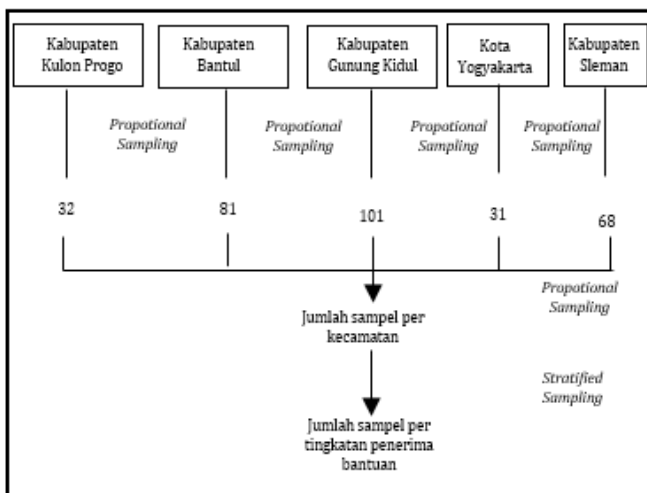 Kabupaten
Kulon Progo
Kabupaten
Bantul
Kabupaten
Gunung Kidul
Kota
Yogyakarta
Kabupaten
Sleman
Propotional
Sampling
Propotional
Sampling
Propotional
Sampling
Propotional
Sampling
32
81
101
31
68
Propotional
Sampling
Jumlah sampel per
kecamatan
Stratified
Sampling
Jumlah sampel per
tingkatan penerima
bantuan